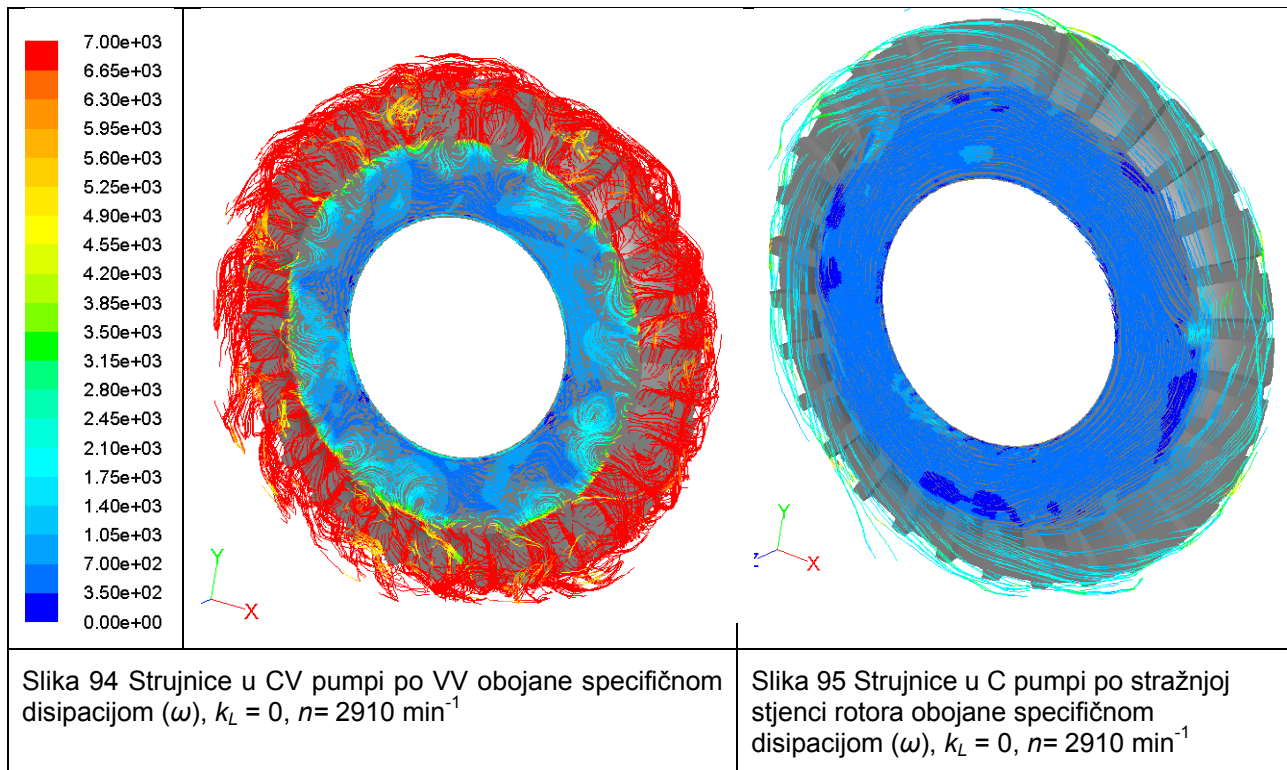 7.00e+03
6.65e+03
6.30e+03
5.95e+03
5.60e+03
5.25e+03
4.90e+03
4.55e+03
4.20e+03
3.85e+03
3.50e+03
3.15e+03
2.80e+03
2.45e+03
2.10e+03
1.75e+03
1.40e+03
1.05e+03
7.00e+02
3.50e+02
0.00e+00
Y
X
Y
Z
X
Slika 94 Strujnice u CV pumpi po VV obojane specifičnom
disipacijom (ω), k_L = 0, n= 2910 min⁻¹
Slika 95 Strujnice u C pumpi po stražnjoj
stjenci rotora obojane specifičnom
disipacijom (ω), k_L = 0, n= 2910 min⁻¹